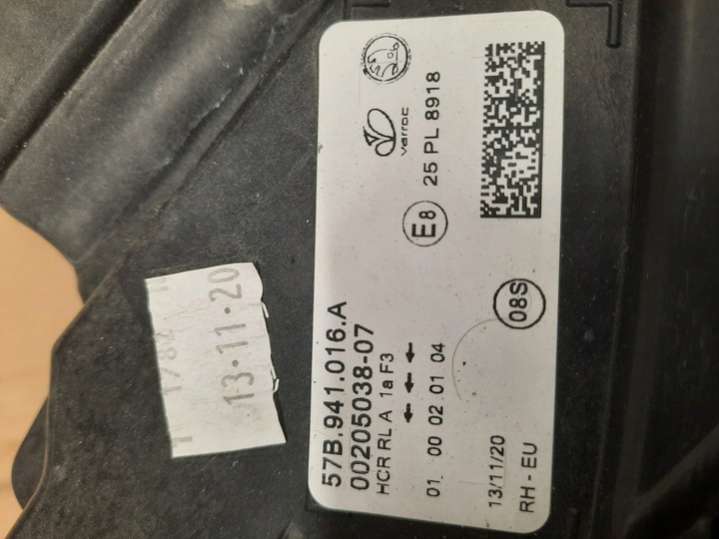 57B.941.016.A
00205038-07
HCR RL A 1a F3
01 00 02 01 04
13/11/20
RH - EU
E8
25 PL 8918
varroc
08S
13·11·20